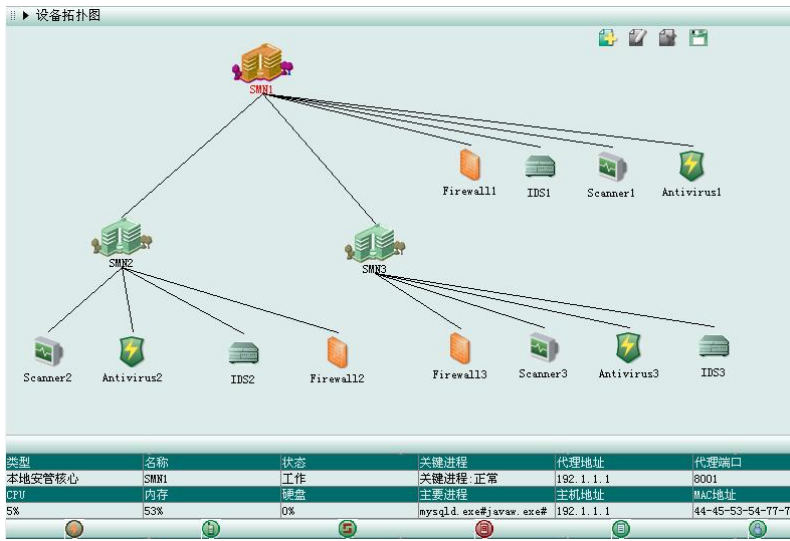 设备拓扑图
SMN1
Firewall1 IDS1 Scanner1 Antivirus1
SMN2 SMN3
Scanner2 Antivirus2 IDS2 Firewall2 Firewall3 Scanner3 Antivirus3 IDS3
类型 名称 状态 关键进程 代理地址 代理端口
本地安管核心 SMN1 工作 关键进程:正常 192.1.1.1 8001
CPU 内存 硬盘 主要进程 主机地址 MAC地址
5% 53% 0% mysqld.exe#javaw.exe# 192.1.1.1 44-45-53-54-77-7